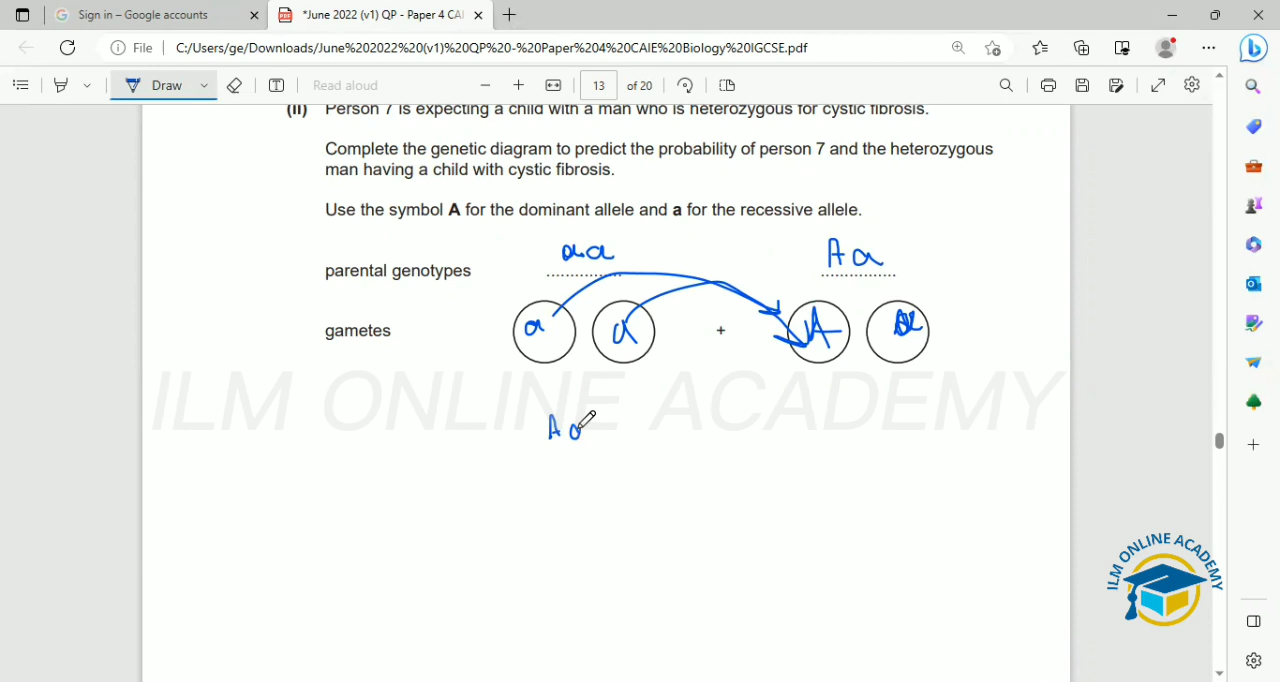 Sign in – Google accounts
*June 2022 (v1) QP - Paper 4 CAI
File
C:/Users/ge/Downloads/June%202022%20(v1)%20QP%20-%20Paper%204%20CAIE%20Biology%20IGCSE.pdf
Draw
Read aloud
13 of 20
(ii) Person 7 is expecting a child with a man who is heterozygous for cystic fibrosis.
Complete the genetic diagram to predict the probability of person 7 and the heterozygous
man having a child with cystic fibrosis.
Use the symbol A for the dominant allele and a for the recessive allele.
aa Aa
parental genotypes
gametes a a + A
ILM ONLINE ACADEMY
A a
ILM ONLINE ACADEMY